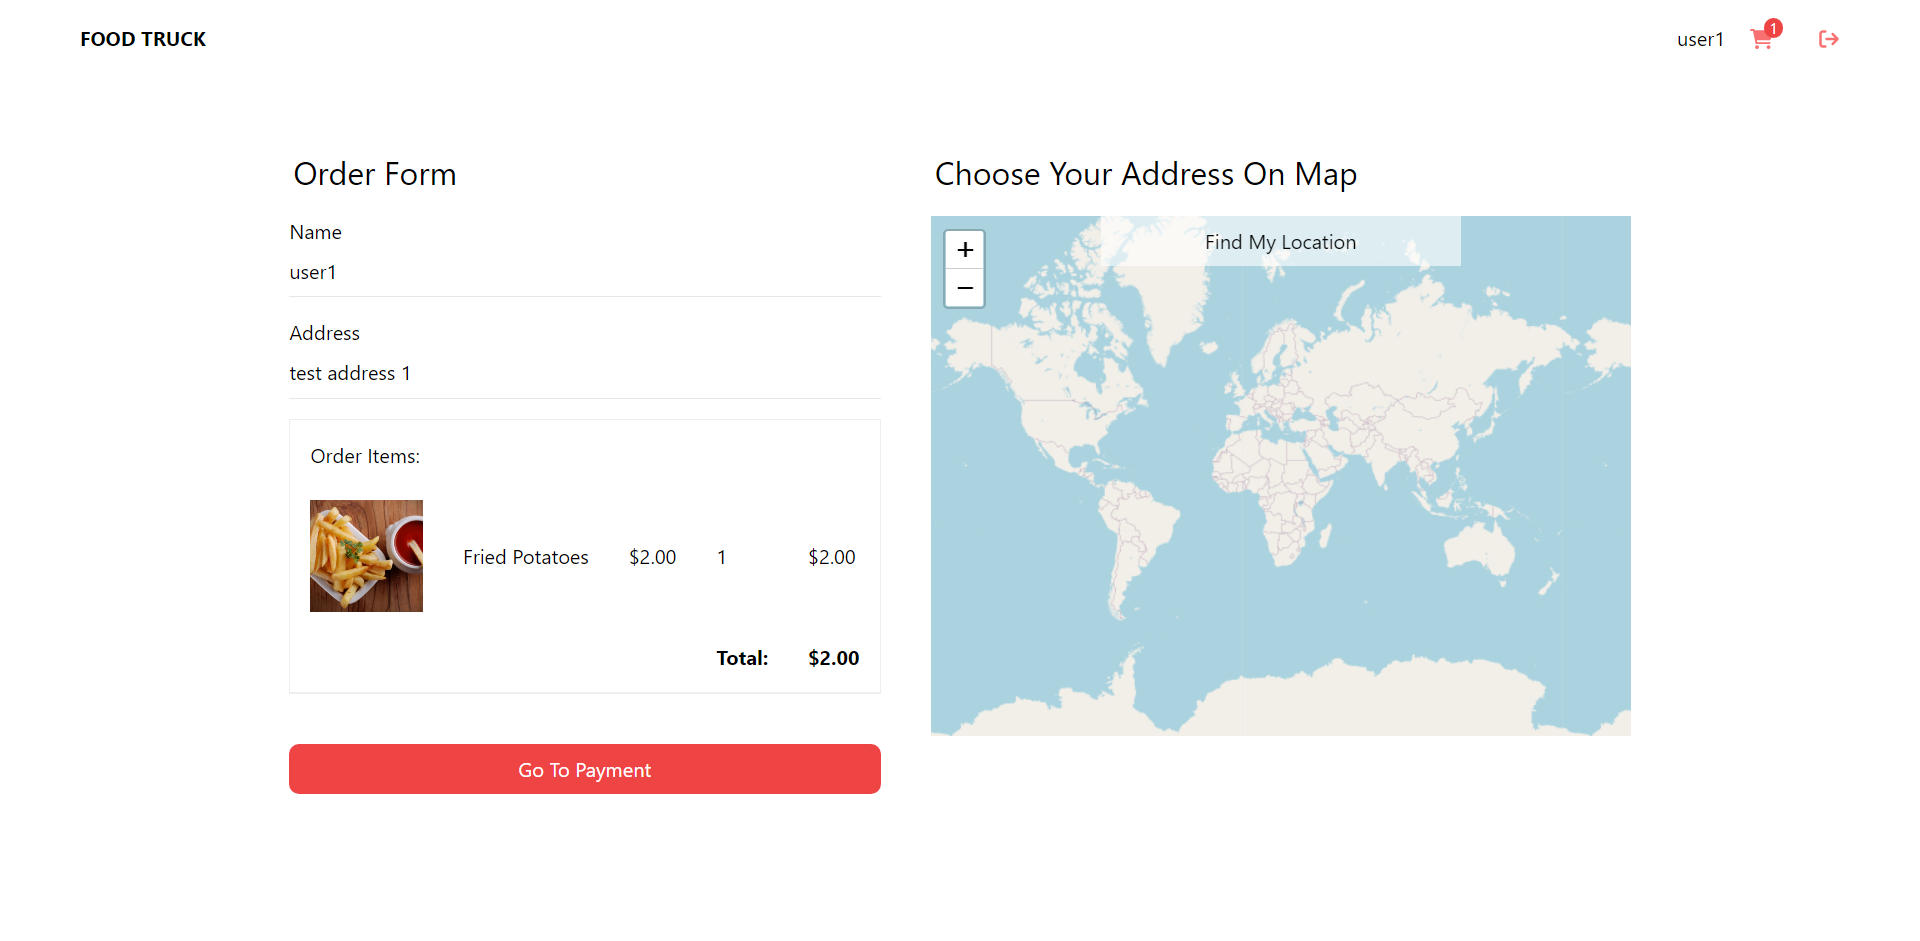 FOOD TRUCK
user1
1
Order Form
Name
user1
Address
test address 1
Order Items:
Fried Potatoes $2.00 1 $2.00
Total: $2.00
Go To Payment
Choose Your Address On Map
+
−
Find My Location